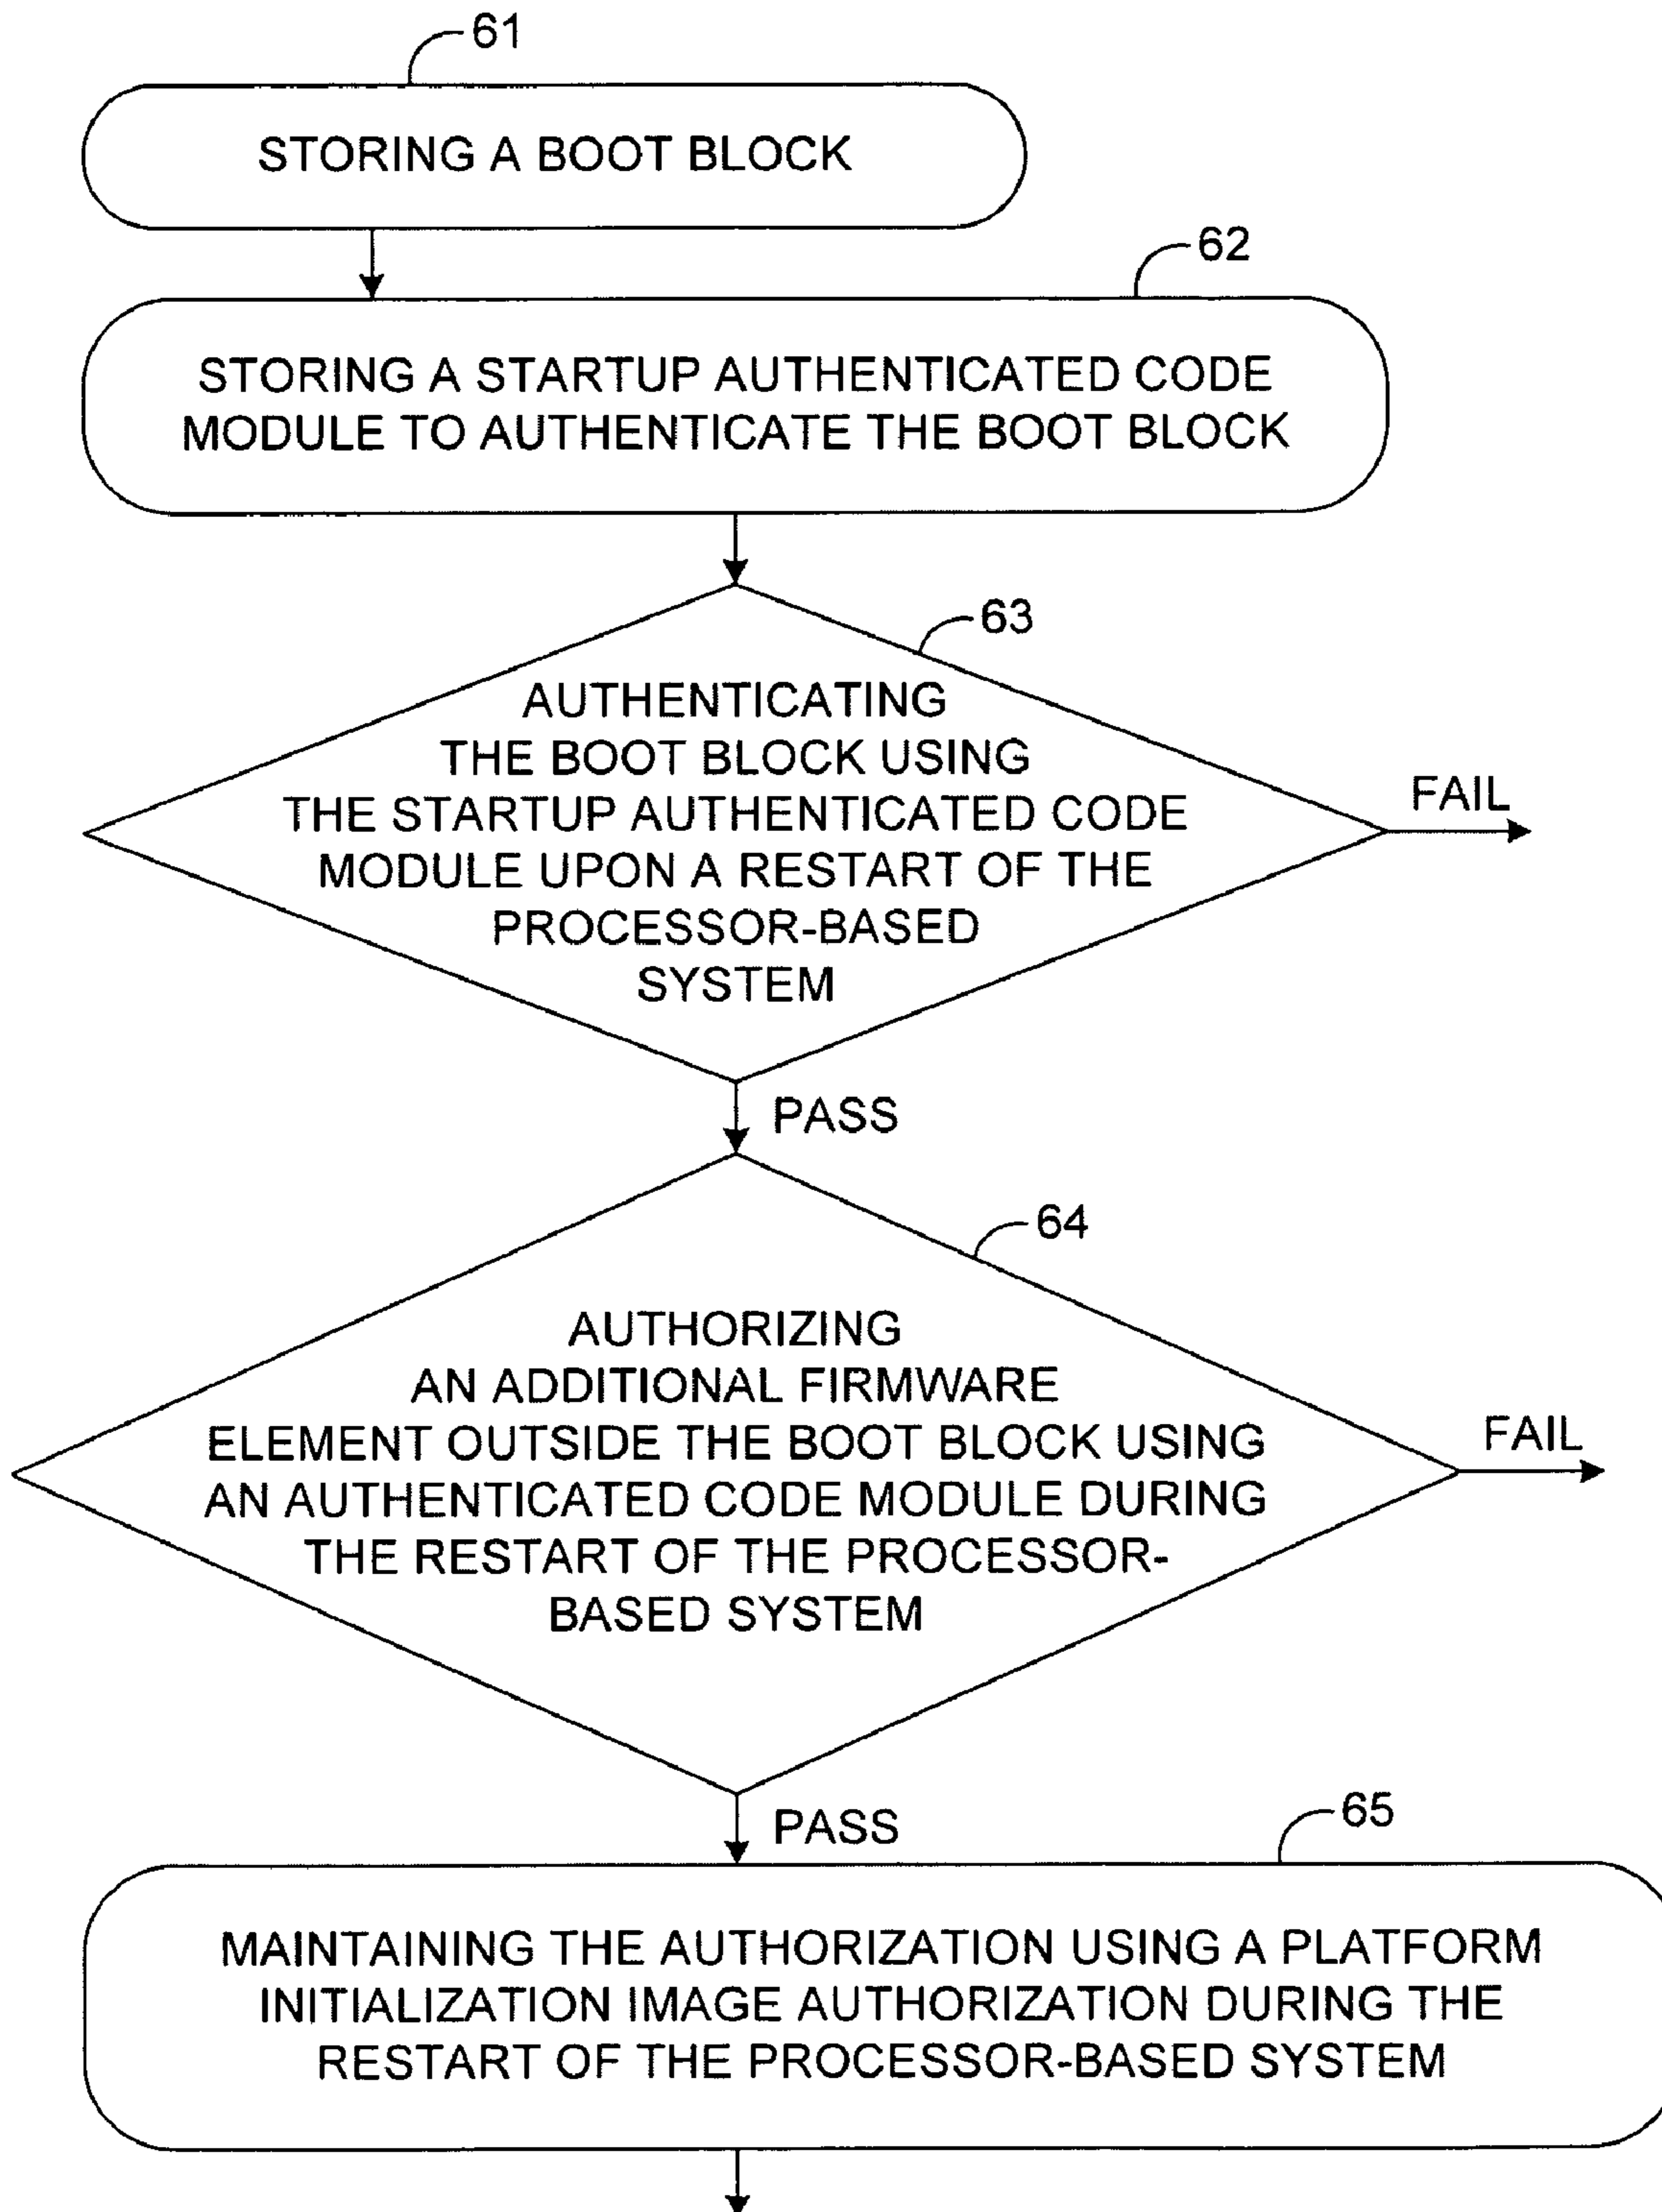 61
STORING A BOOT BLOCK
62
STORING A STARTUP AUTHENTICATED CODE
MODULE TO AUTHENTICATE THE BOOT BLOCK
63
AUTHENTICATING
THE BOOT BLOCK USING
THE STARTUP AUTHENTICATED CODE
MODULE UPON A RESTART OF THE
PROCESSOR-BASED
SYSTEM
FAIL
PASS
64
AUTHORIZING
AN ADDITIONAL FIRMWARE
ELEMENT OUTSIDE THE BOOT BLOCK USING
AN AUTHENTICATED CODE MODULE DURING
THE RESTART OF THE PROCESSOR-
BASED SYSTEM
FAIL
PASS
65
MAINTAINING THE AUTHORIZATION USING A PLATFORM
INITIALIZATION IMAGE AUTHORIZATION DURING THE
RESTART OF THE PROCESSOR-BASED SYSTEM